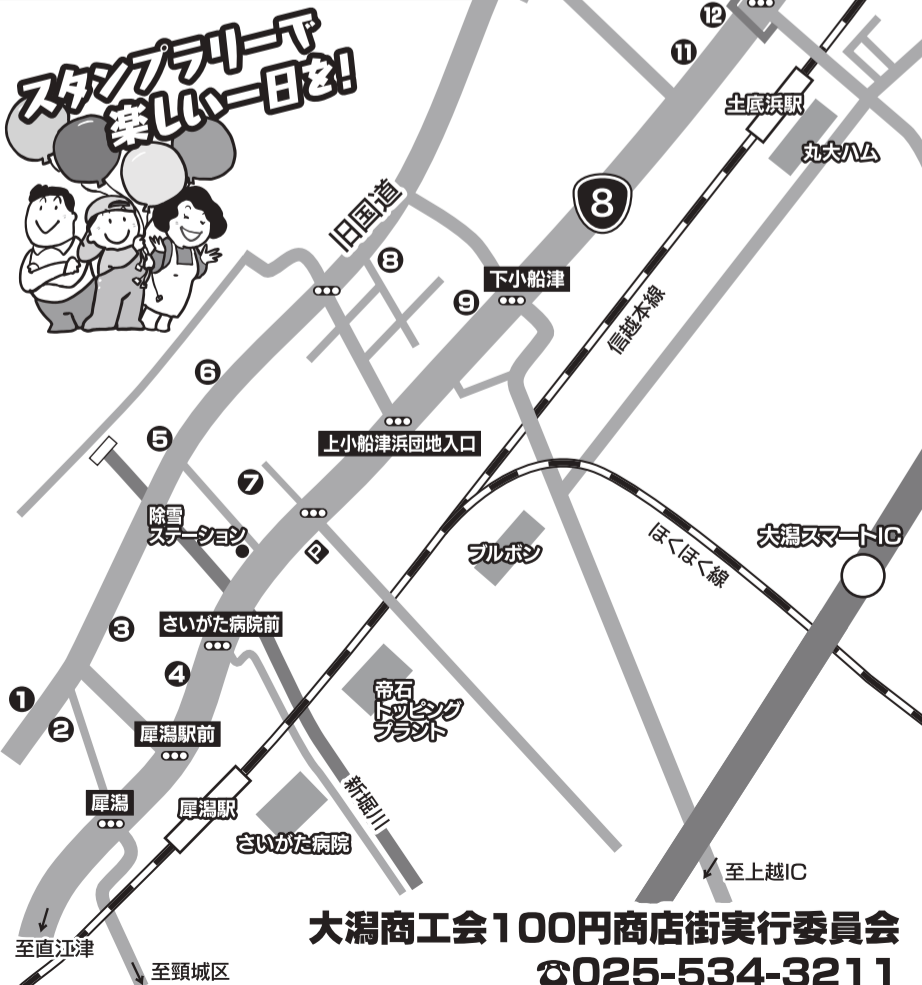 スタンプラリーで
楽しい一日を!
⑫
⑪
土底浜駅
丸大ハム
8
旧国道
⑧
下小船津
⑨
信越本線
⑥
⑤
上小船津浜団地入口
⑦
除雪
ステーション
P
ブルボン
ほくほく線
大潟スマートIC
③
さいがた病院前
④
帝石
トッピング
プラント
①
②
犀潟駅前
新堀川
犀潟
犀潟駅
さいがた病院
至上越IC
至直江津
至頸城区
大潟商工会100円商店街実行委員会
☎025-534-3211